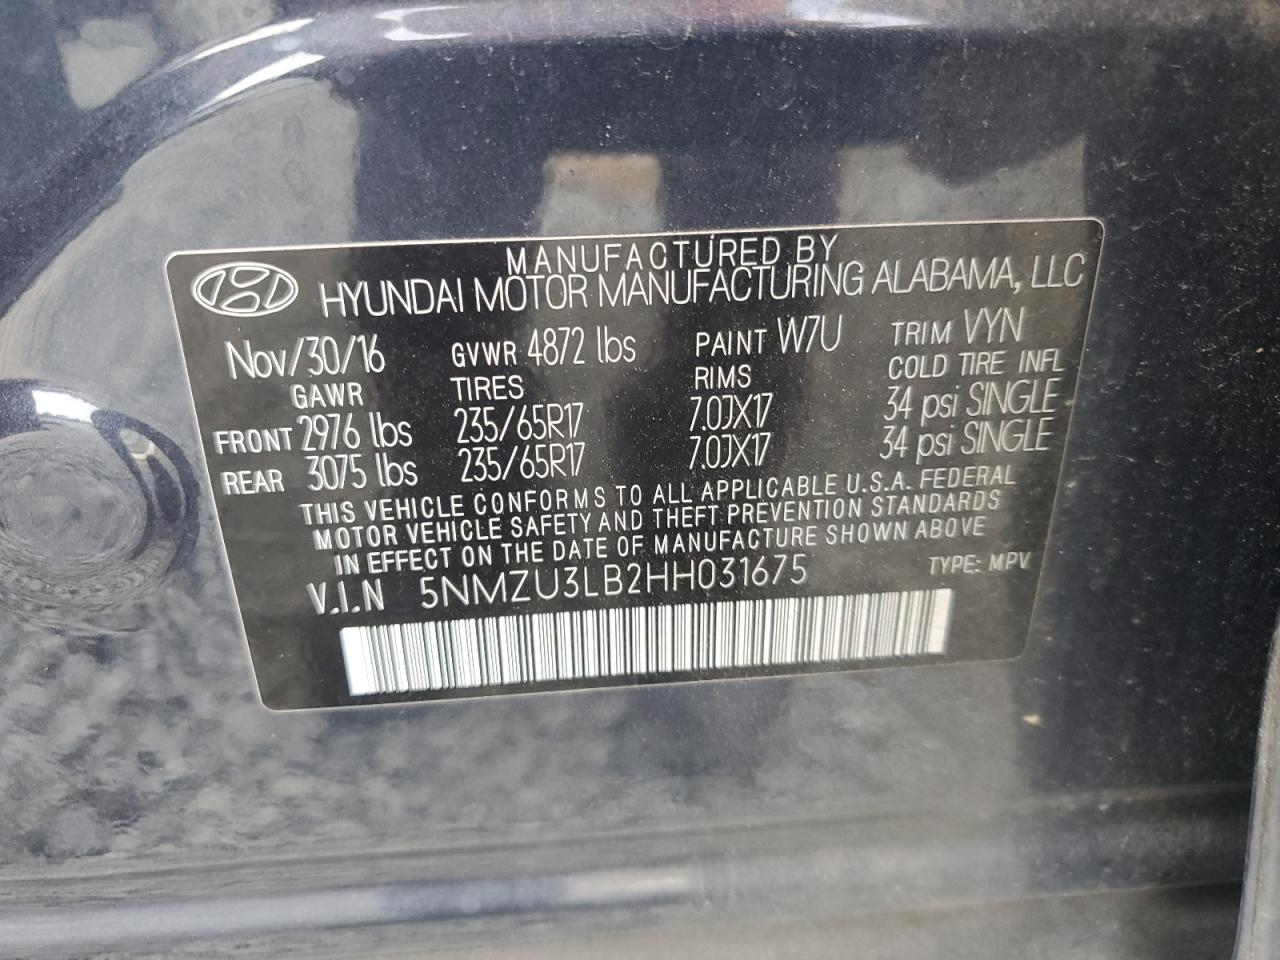 MANUFACTURED BY
HYUNDAI MOTOR MANUFACTURING ALABAMA, LLC
Nov/30/16 GVWR 4872 lbs PAINT W7U TRIM VYN
GAWR TIRES RIMS COLD TIRE INFL
FRONT 2976 lbs 235/65R17 7.0JX17 34 psi SINGLE
REAR 3075 lbs 235/65R17 7.0JX17 34 psi SINGLE
THIS VEHICLE CONFORMS TO ALL APPLICABLE U.S.A. FEDERAL
MOTOR VEHICLE SAFETY AND THEFT PREVENTION STANDARDS
IN EFFECT ON THE DATE OF MANUFACTURE SHOWN ABOVE
V.I.N 5NMZU3LB2HH031675 TYPE: MPV